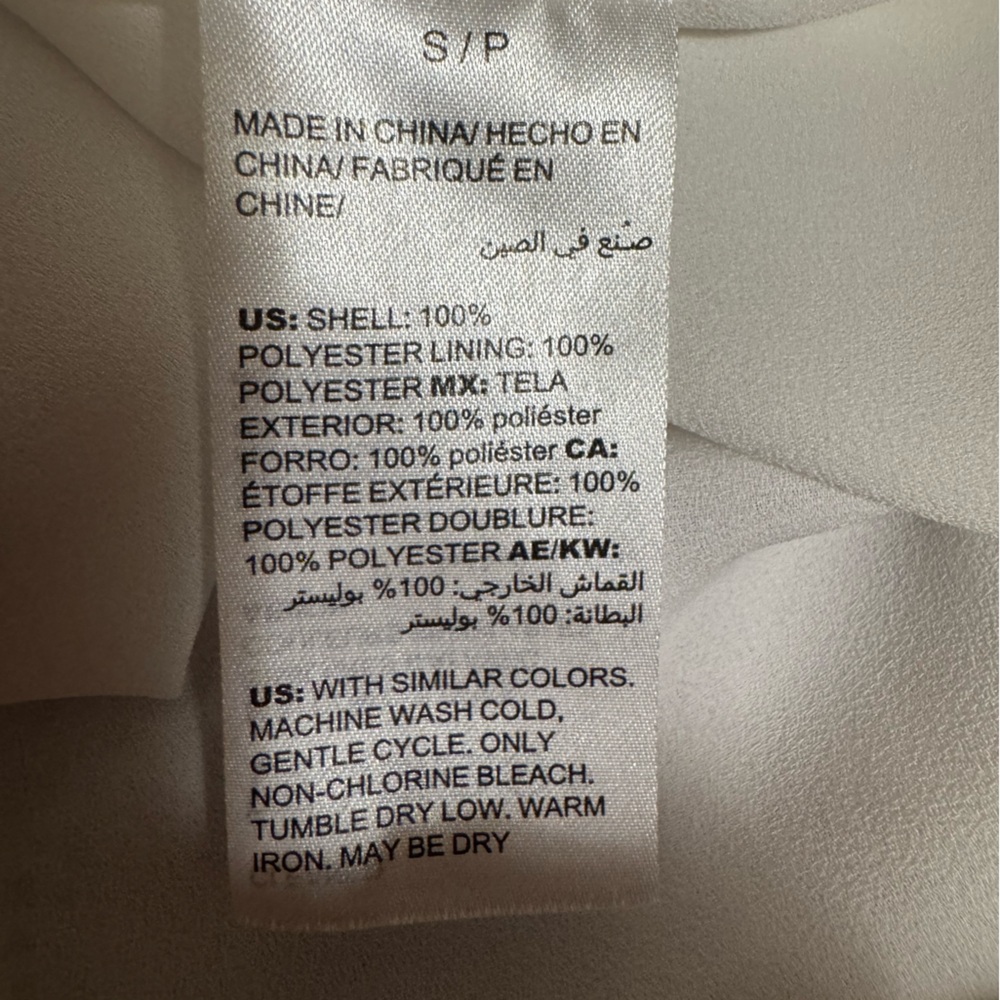 S / P
MADE IN CHINA/ HECHO EN
CHINA/ FABRIQUÉ EN
CHINE/
صُنع في الصين
US: SHELL: 100%
POLYESTER LINING: 100%
POLYESTER MX: TELA
EXTERIOR: 100% poliéster
FORRO: 100% poliéster CA:
ÉTOFFE EXTÉRIEURE: 100%
POLYESTER DOUBLURE:
100% POLYESTER AE/KW:
القماش الخارجي: 100% بوليستر
البطانة: 100% بوليستر
US: WITH SIMILAR COLORS.
MACHINE WASH COLD,
GENTLE CYCLE. ONLY
NON-CHLORINE BLEACH.
TUMBLE DRY LOW. WARM
IRON. MAY BE DRY